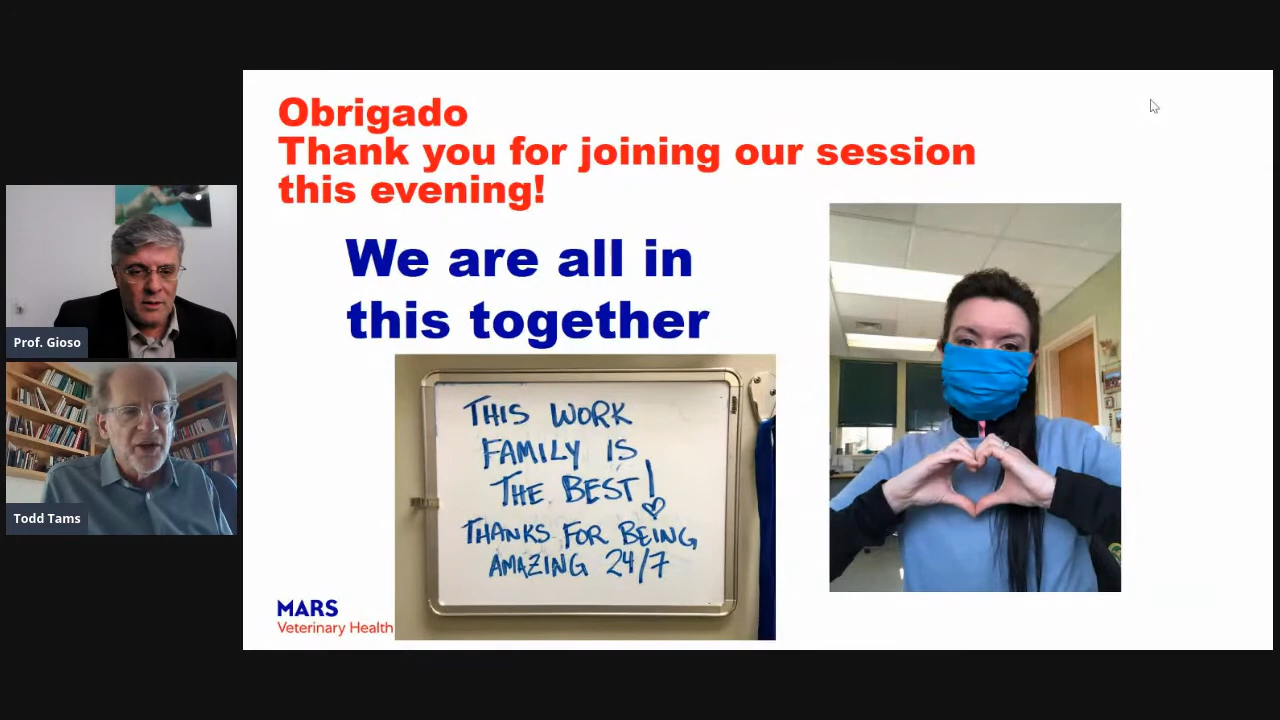 Obrigado
Thank you for joining our session
this evening!
We are all in
this together
Prof. Gioso
Todd Tams
THIS WORK
FAMILY IS
THE BEST!
THANKS FOR BEING
AMAZING 24/7
MARS
Veterinary Health